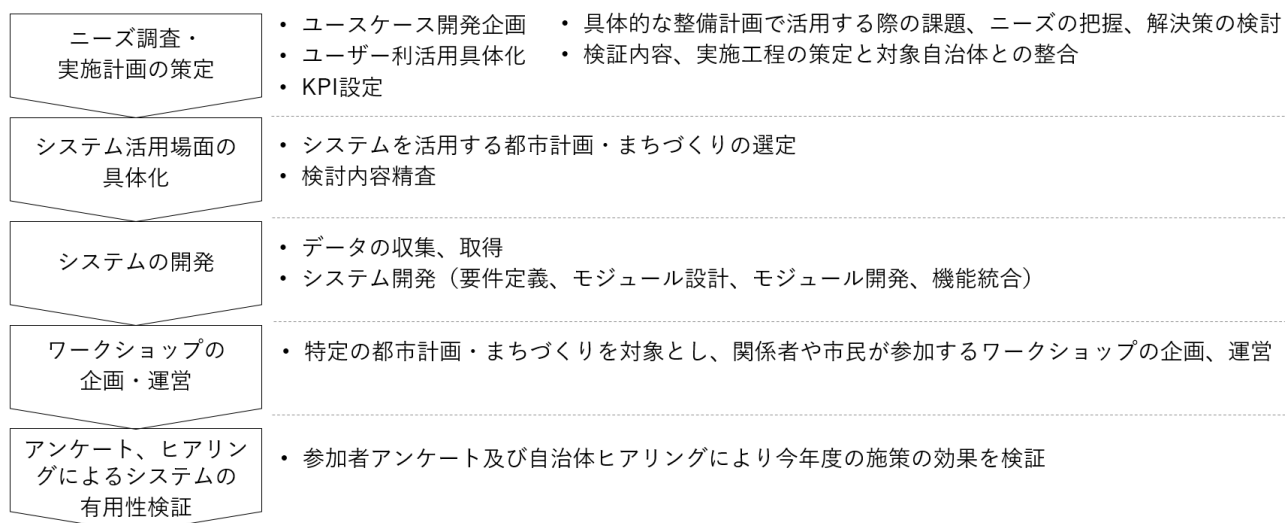 ニーズ調査・
実施計画の策定
• ユースケース開発企画
• ユーザー利活用具体化
• KPI設定
• 具体的な整備計画で活用する際の課題、ニーズの把握、解決策の検討
• 検証内容、実施工程の策定と対象自治体との整合
システム活用場面の
具体化
• システムを活用する都市計画・まちづくりの選定
• 検討内容精査
システムの開発
• データの収集、取得
• システム開発（要件定義、モジュール設計、モジュール開発、機能統合）
ワークショップの
企画・運営
• 特定の都市計画・まちづくりを対象とし、関係者や市民が参加するワークショップの企画、運営
アンケート、ヒアリン
グによるシステムの
有用性検証
• 参加者アンケート及び自治体ヒアリングにより今年度の施策の効果を検証